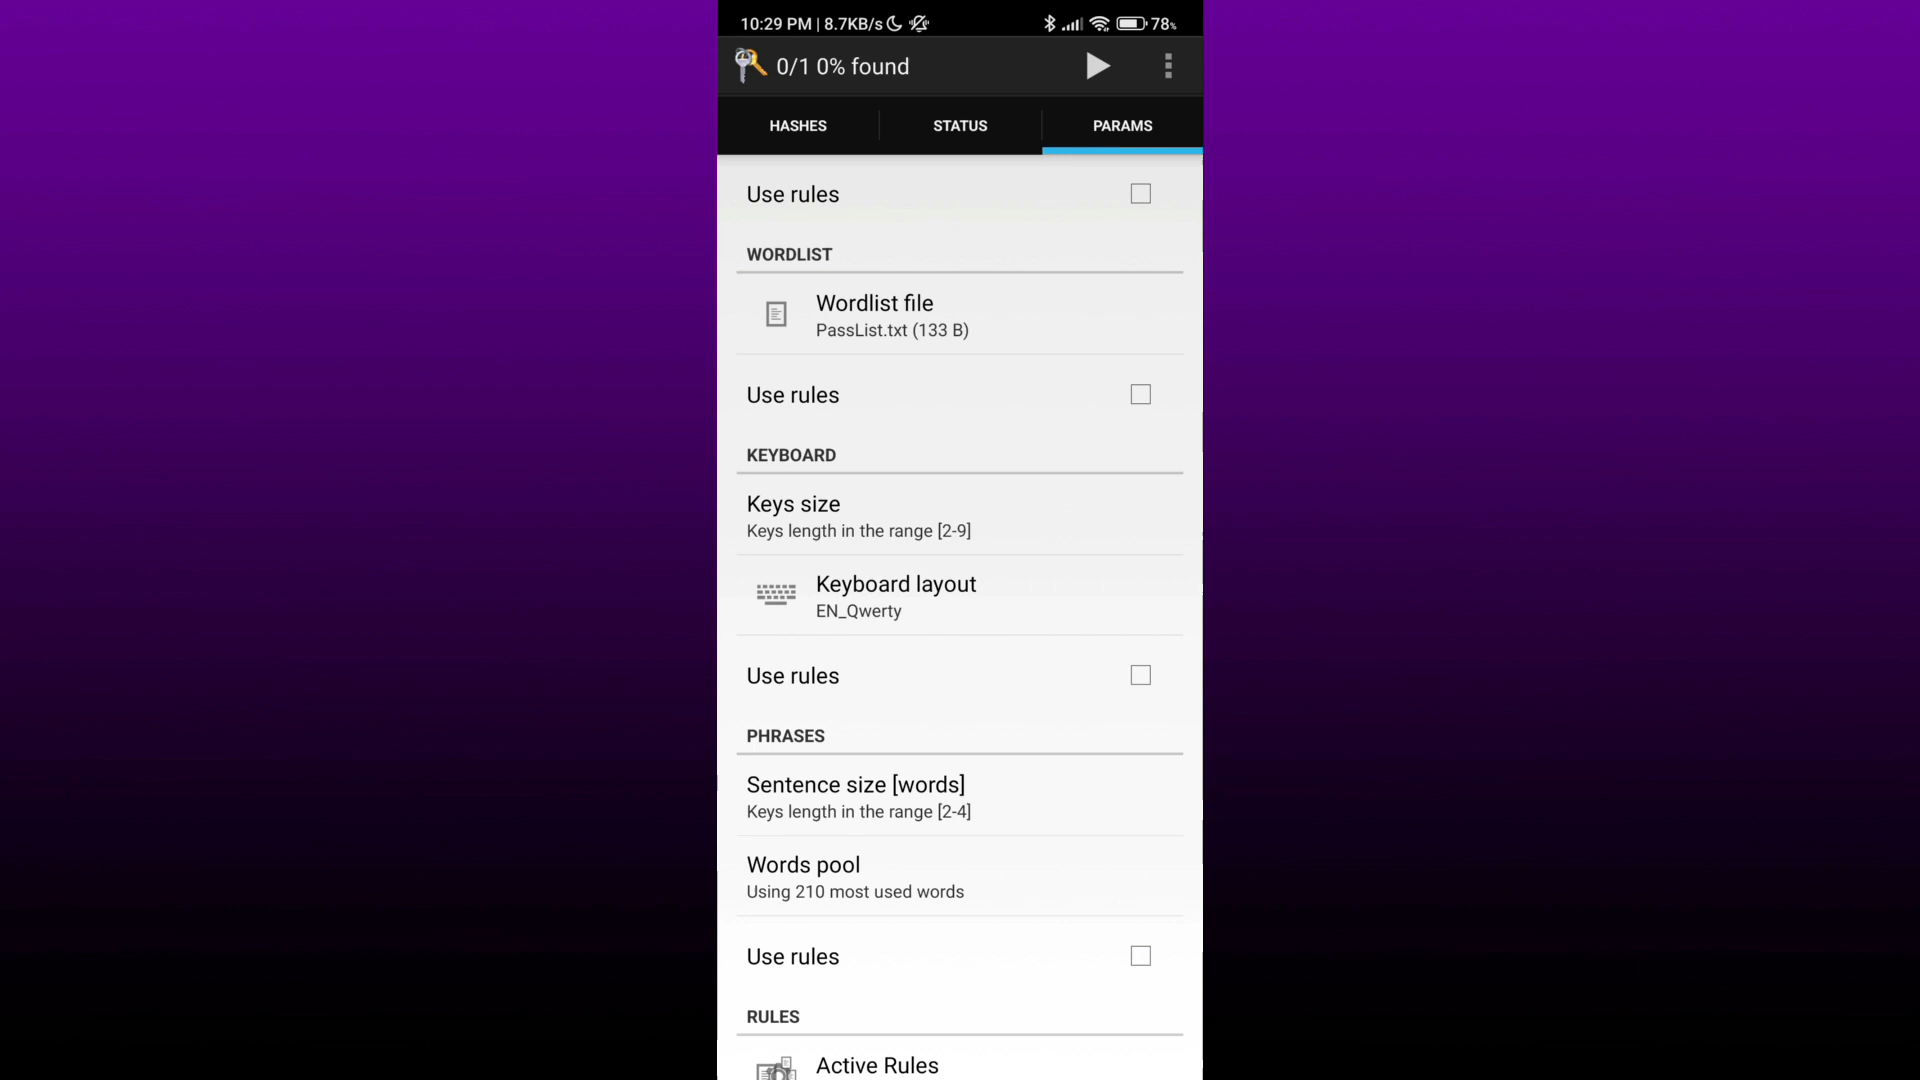 10:29 PM | 8.7KB/s 78%
0/1 0% found
HASHES STATUS PARAMS
Use rules
WORDLIST
Wordlist file
PassList.txt (133 B)
Use rules
KEYBOARD
Keys size
Keys length in the range [2-9]
Keyboard layout
EN_Qwerty
Use rules
PHRASES
Sentence size [words]
Keys length in the range [2-4]
Words pool
Using 210 most used words
Use rules
RULES
Active Rules